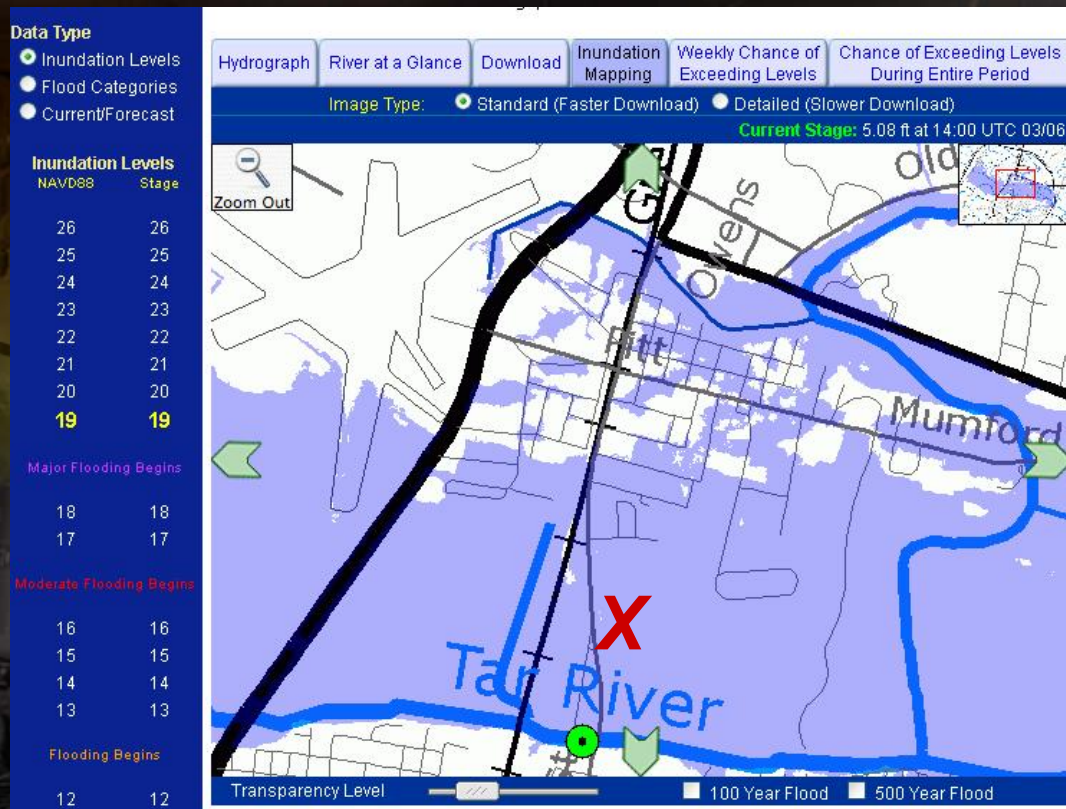 Data Type
Inundation Levels
Flood Categories
Current/Forecast
Inundation Levels
NAVD88 Stage
26 26
25 25
24 24
23 23
22 22
21 21
20 20
19 19
Major Flooding Begins
18 18
17 17
Moderate Flooding Begins
16 16
15 15
14 14
13 13
Flooding Begins
12 12
Hydrograph
River at a Glance
Download
Inundation
Mapping
Weekly Chance of
Exceeding Levels
Chance of Exceeding Levels
During Entire Period
Image Type: Standard (Faster Download) Detailed (Slower Download)
Current Stage: 5.08 ft at 14:00 UTC 03/06
Zoom Out
G
Old
Owens
Pitt
Mumford
X
Tar River
Transparency Level
100 Year Flood
500 Year Flood